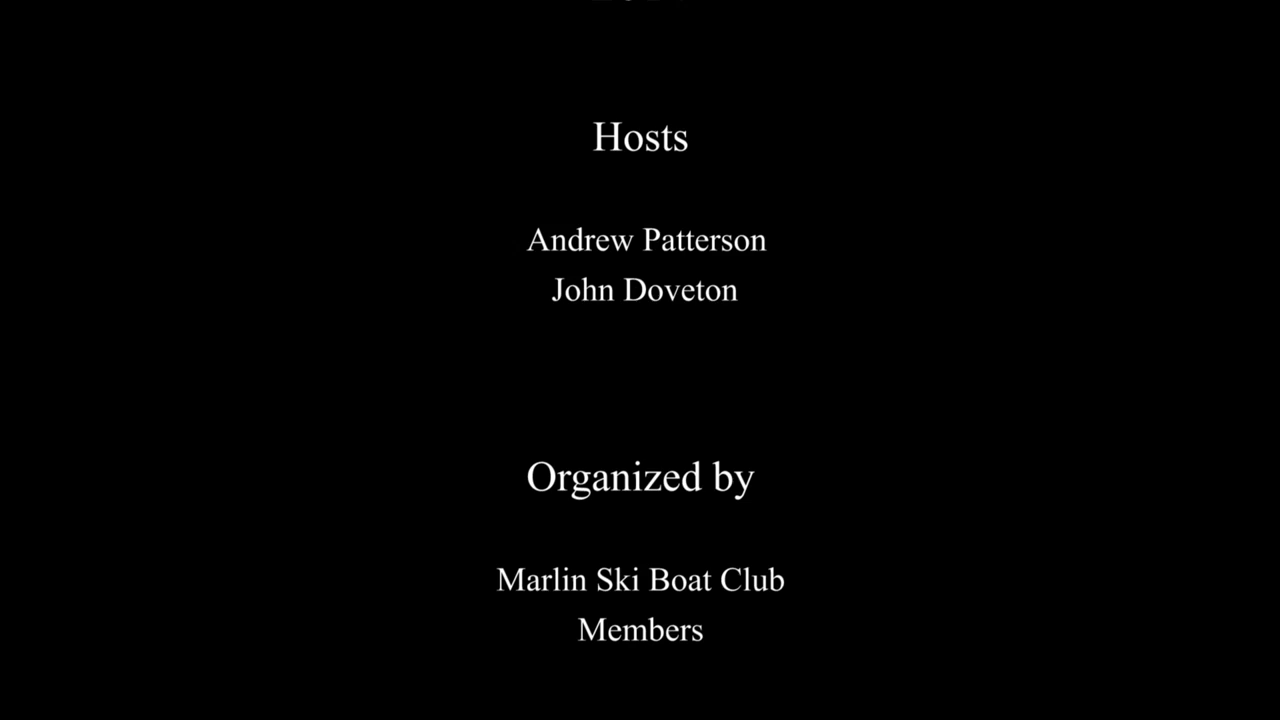 Hosts
Andrew Patterson
John Doveton
Organized by
Marlin Ski Boat Club
Members